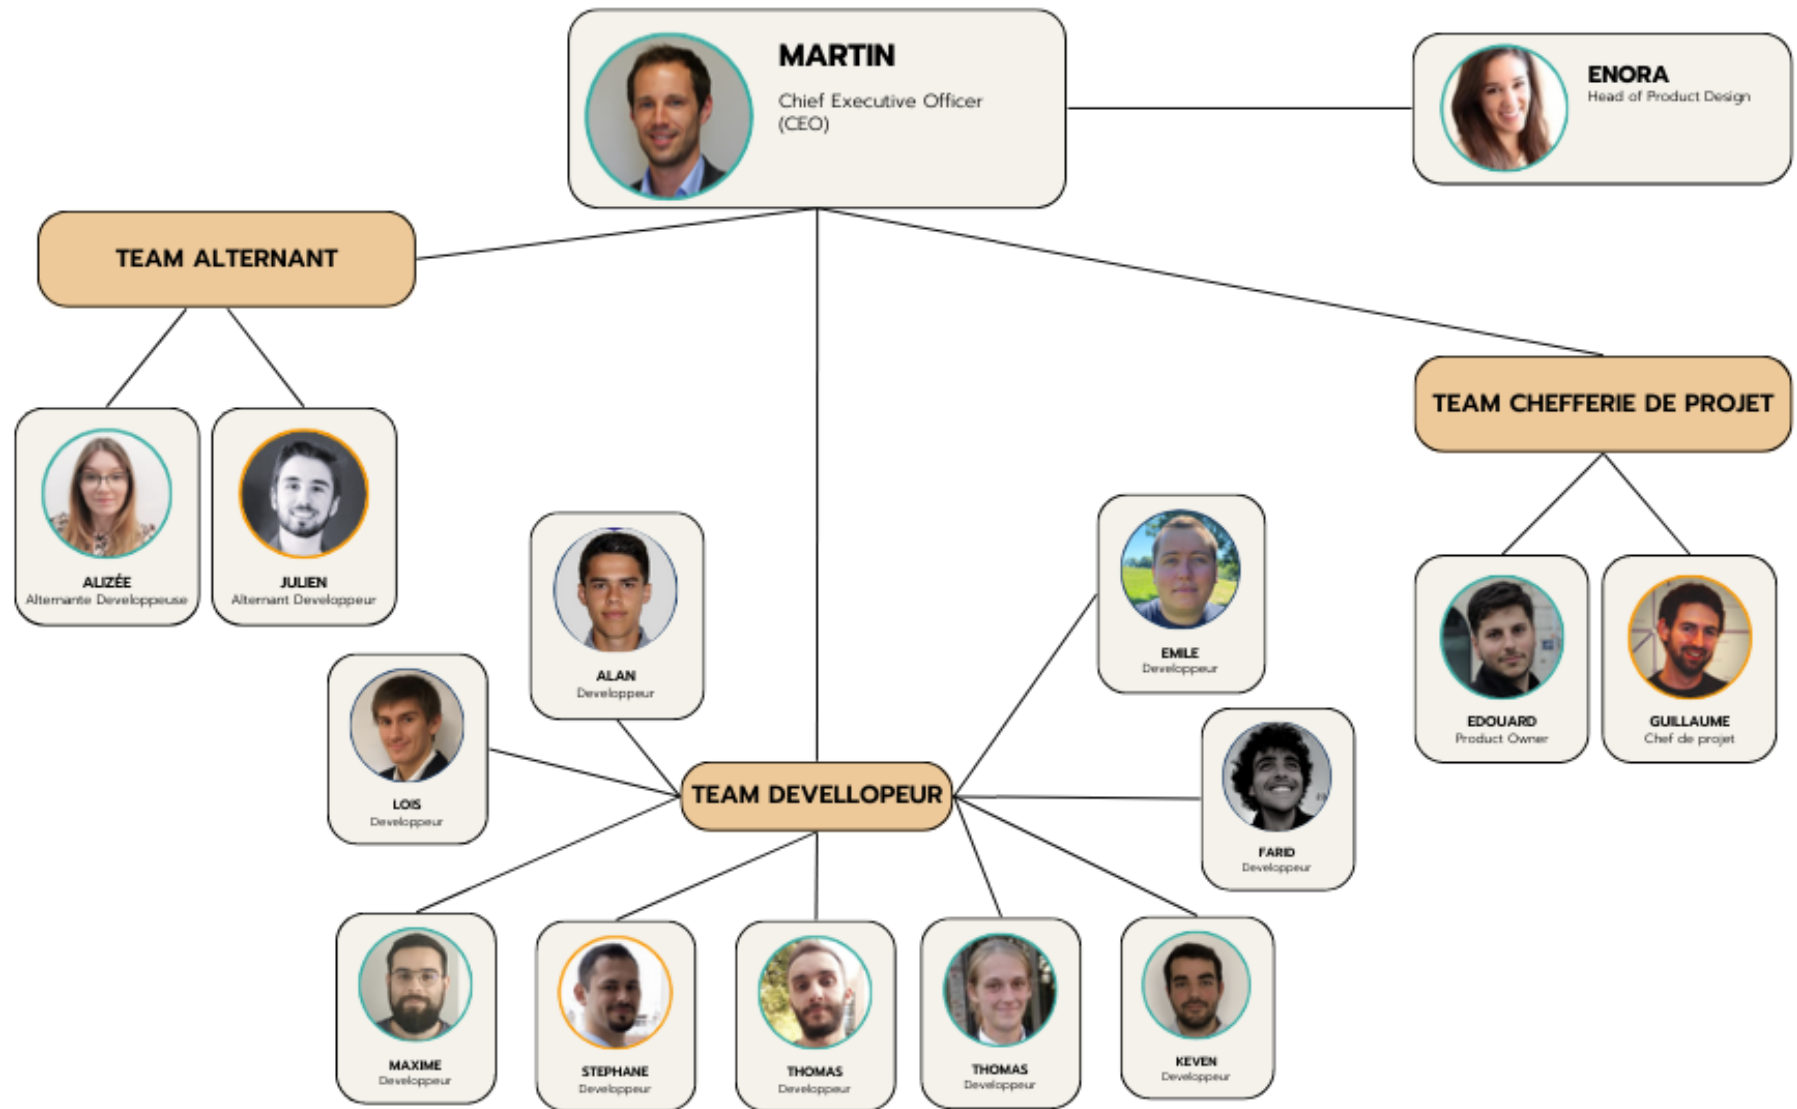 MARTIN
Chief Executive Officer
(CEO)
ENORA
Head of Product Design
TEAM ALTERNANT
TEAM CHEFFERIE DE PROJET
ALIZÉE
Alternante Developpeuse
JULIEN
Alternant Developpeur
ALAN
Developpeur
EMILE
Developpeur
EDOUARD
Product Owner
GUILLAUME
Chef de projet
LOIS
Developpeur
TEAM DEVELLOPEUR
FARID
Developpeur
MAXIME
Developpeur
STEPHANE
Developpeur
THOMAS
Developpeur
THOMAS
Developpeur
KEVEN
Developpeur